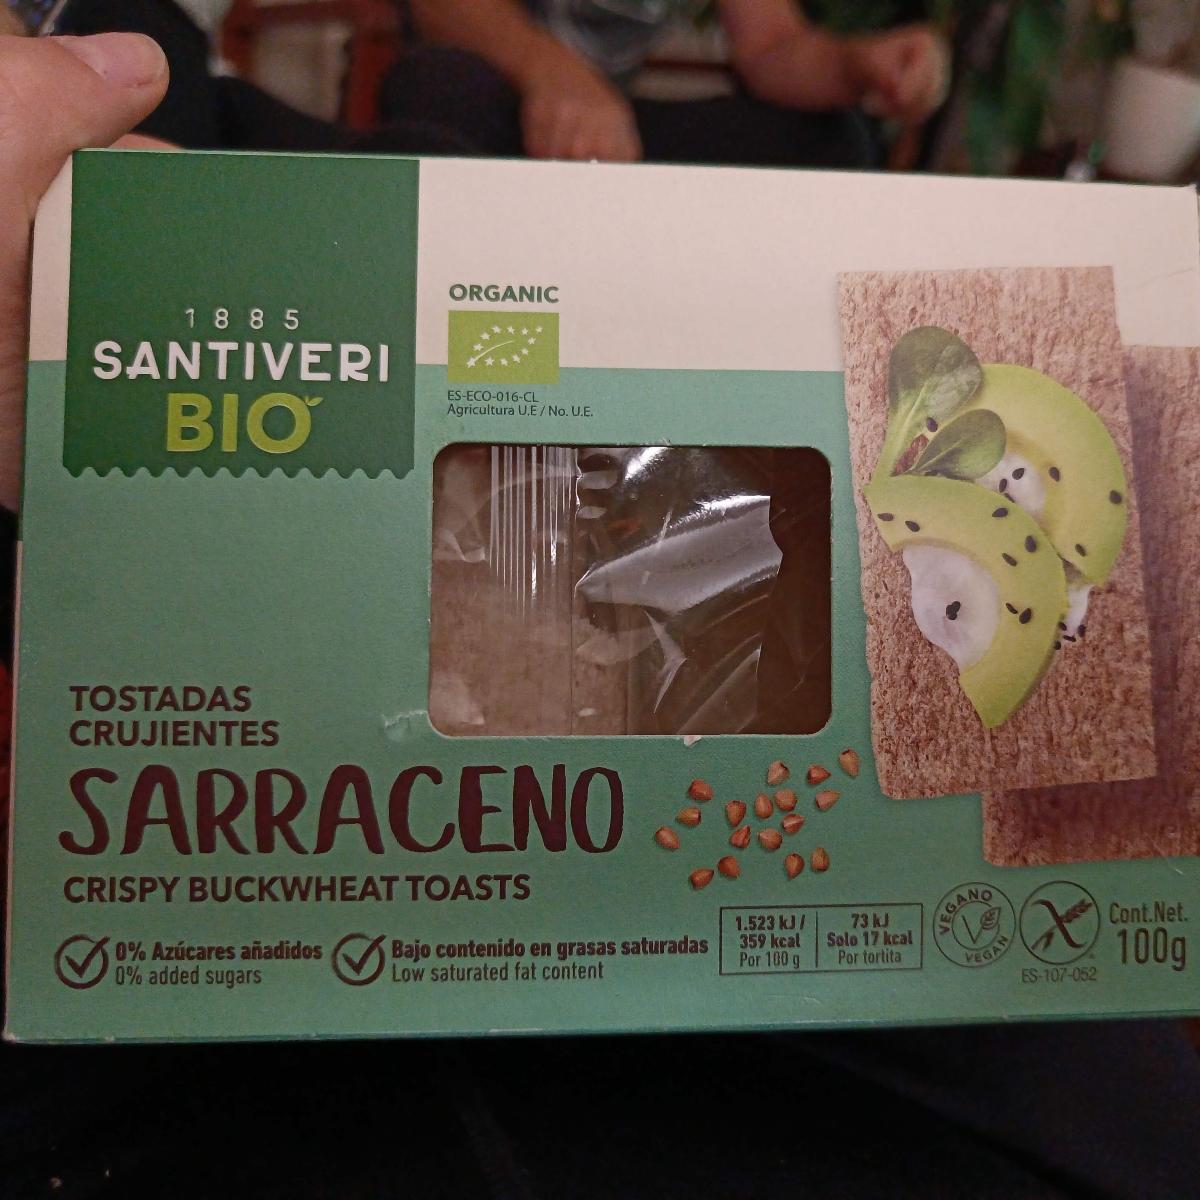 1885
SANTIVERI
BIO
ORGANIC
ES-ECO-016-CL
Agricultura U.E / No. U.E.
TOSTADAS
CRUJIENTES
SARRACENO
CRISPY BUCKWHEAT TOASTS
0% Azúcares añadidos
0% added sugars
Bajo contenido en grasas saturadas
Low saturated fat content
1.523 kJ /
359 kcal
Por 100 g
73 kJ
Solo 17 kcal
Por tortita
VEGANO
V
VEGAN
ES-107-052
Cont.Net.
100g